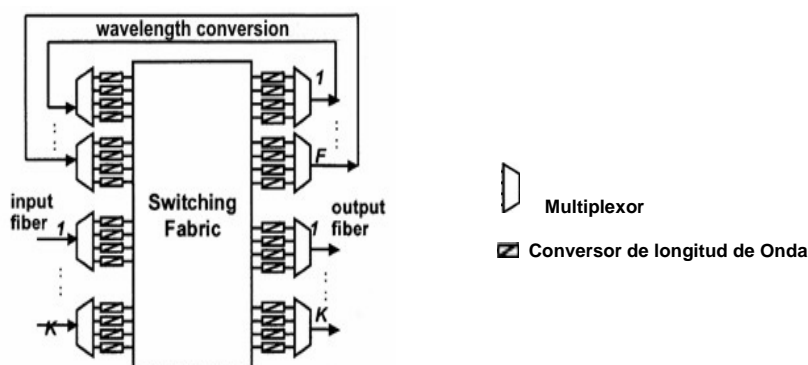 wavelength conversion
1
F
input
fiber
1
Switching
Fabric
output
fiber
1
K
K
Multiplexor
Conversor de longitud de Onda